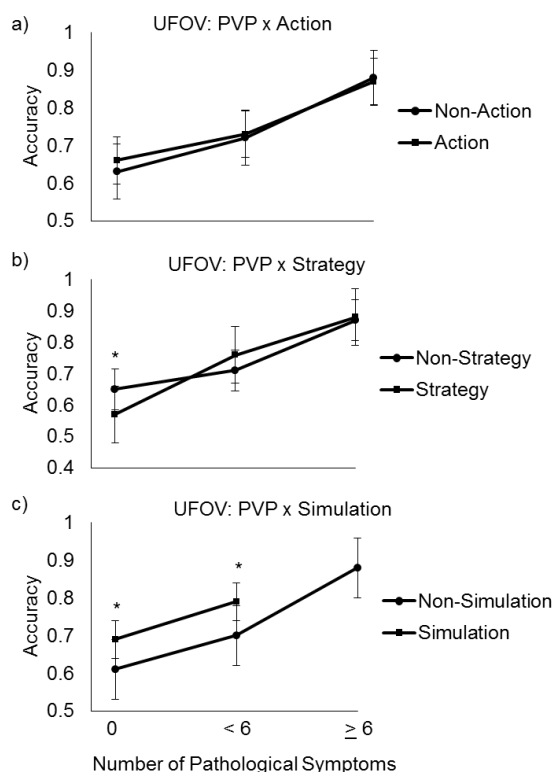 a) UFOV: PVP x Action
1
0.9
0.8
0.7
0.6
0.5
Accuracy
Non-Action
Action
b) UFOV: PVP x Strategy
1
0.9
0.8
0.7
0.6
0.5
0.4
Accuracy
*
Non-Strategy
Strategy
c) UFOV: PVP x Simulation
1
0.9
0.8
0.7
0.6
0.5
Accuracy
* *
Non-Simulation
Simulation
0 < 6 ≥ 6
Number of Pathological Symptoms